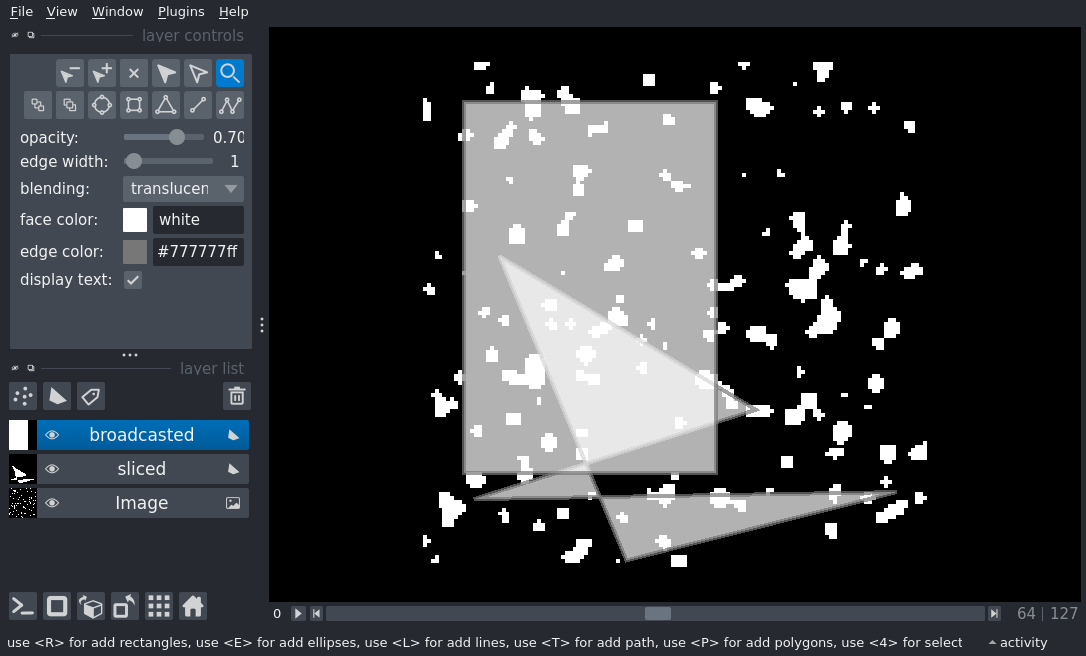 File View Window Plugins Help
layer controls
opacity: 0.70
edge width: 1
blending: translucen
face color: white
edge color: #777777ff
display text:
layer list
broadcasted
sliced
Image
0 64 127
use <R> for add rectangles, use <E> for add ellipses, use <L> for add lines, use <T> for add path, use <P> for add polygons, use <4> for select activity